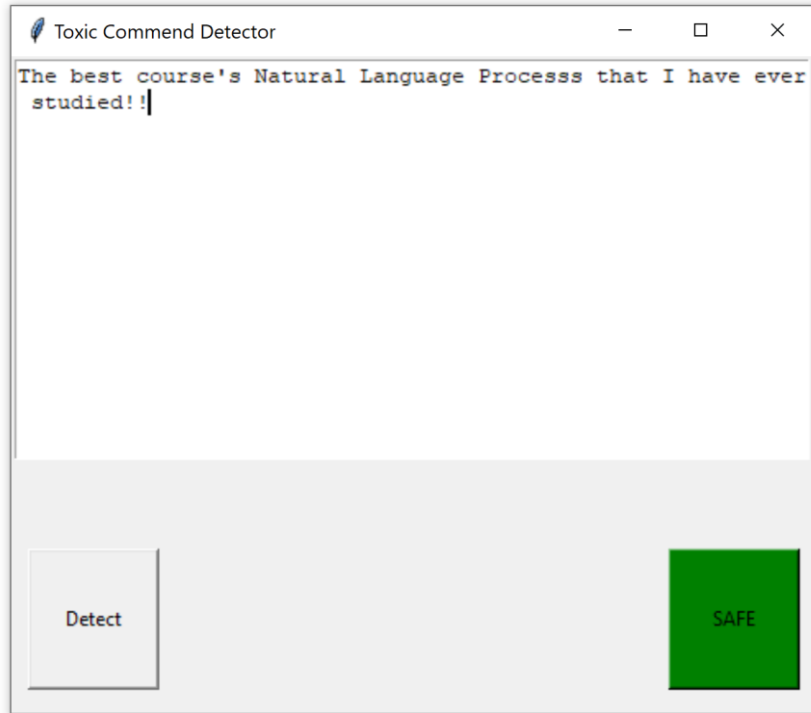 Toxic Commend Detector
The best course's Natural Language Processs that I have ever
studied!!
Detect
SAFE